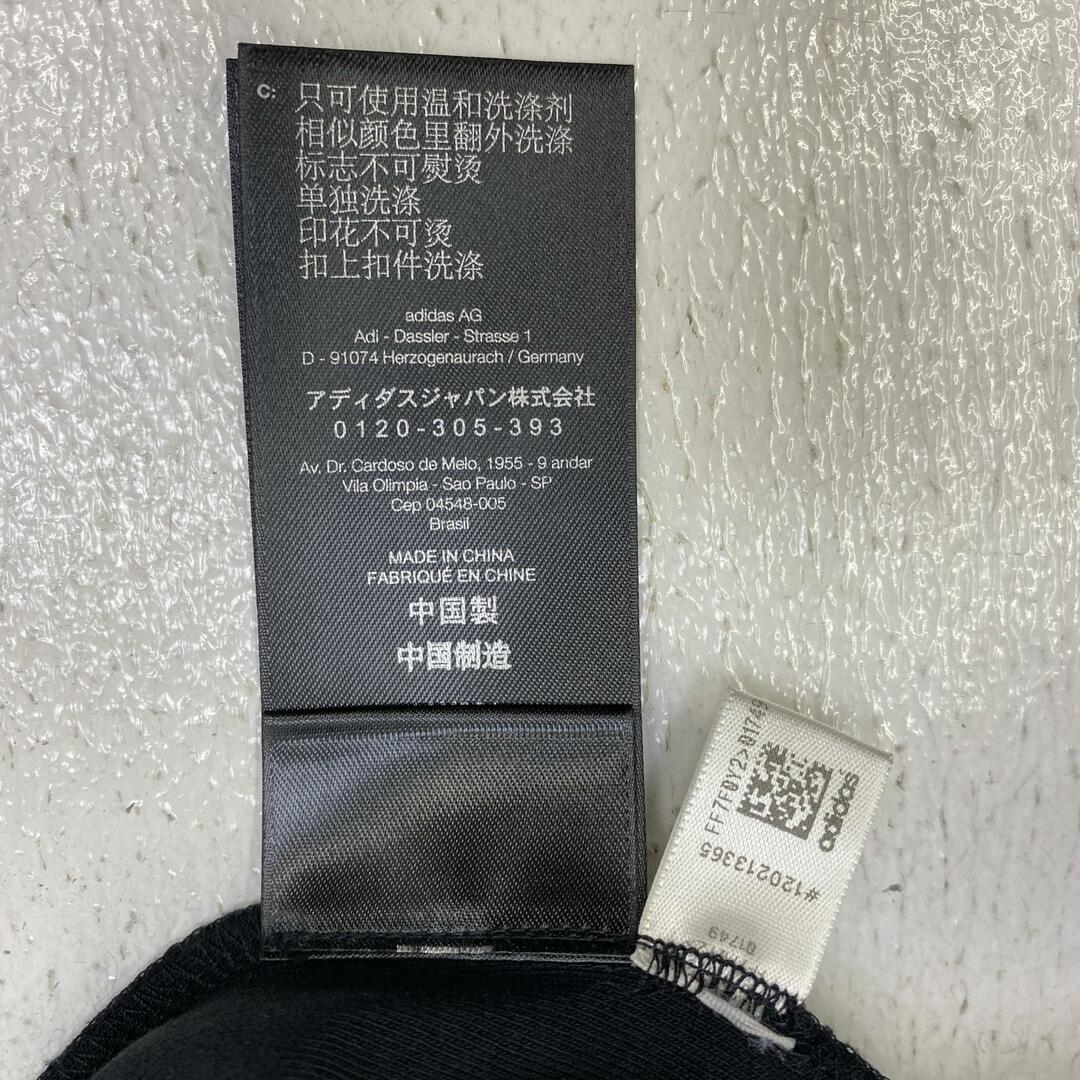 C:
只可使用温和洗涤剂
相似颜色里翻外洗涤
标志不可熨烫
单独洗涤
印花不可烫
扣上扣件洗涤
adidas AG
Adi - Dassler - Strasse 1
D - 91074 Herzogenaurach / Germany
アディダスジャパン株式会社
0120-305-393
Av. Dr. Cardoso de Melo, 1955 - 9 andar
Vila Olimpia - Sao Paulo - SP
Cep 04548-005
Brasil
MADE IN CHINA
FABRIQUÉ EN CHINE
中国製
中国制造
adidas
#120213365
01749